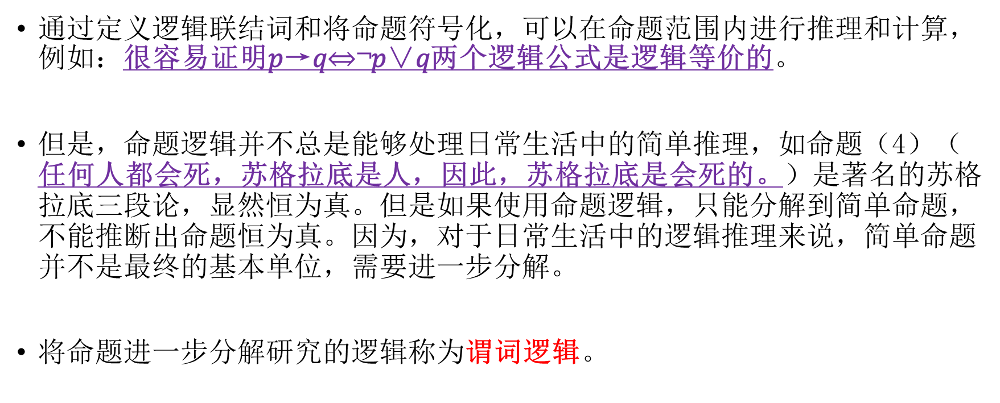 • 通过定义逻辑联结词和将命题符号化，可以在命题范围内进行推理和计算，
例如：很容易证明p→q⇔¬p∨q两个逻辑公式是逻辑等价的。
• 但是，命题逻辑并不总是能够处理日常生活中的简单推理，如命题（4）（
任何人都会死，苏格拉底是人，因此，苏格拉底是会死的。）是著名的苏格
拉底三段论，显然恒为真。但是如果使用命题逻辑，只能分解到简单命题，
不能推断出命题恒为真。因为，对于日常生活中的逻辑推理来说，简单命题
并不是最终的基本单位，需要进一步分解。
• 将命题进一步分解研究的逻辑称为谓词逻辑。